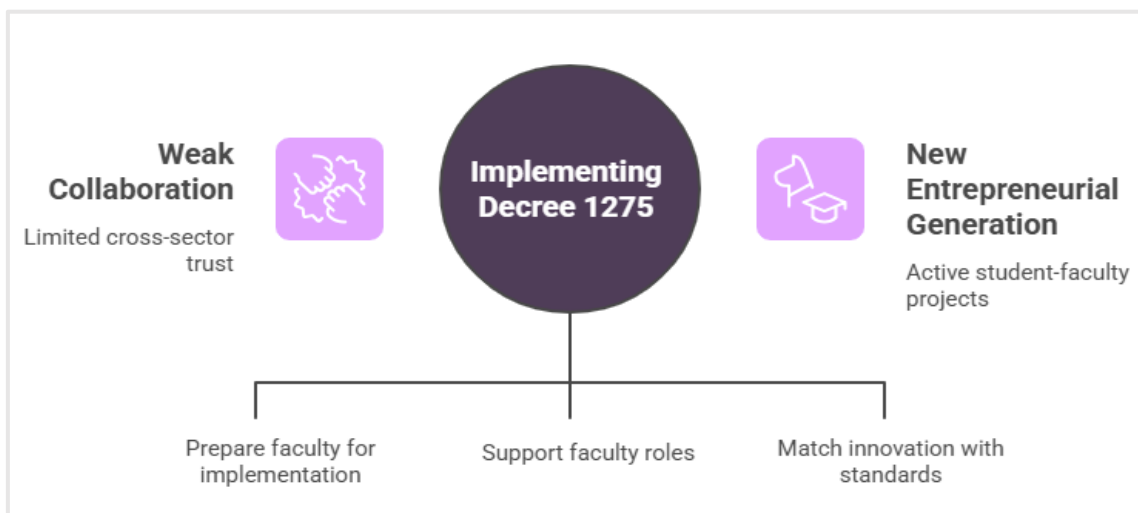 Weak
Collaboration
Limited cross-sector
trust
Implementing
Decree 1275
New
Entrepreneurial
Generation
Active student-faculty
projects
Prepare faculty for
implementation
Support faculty roles
Match innovation with
standards